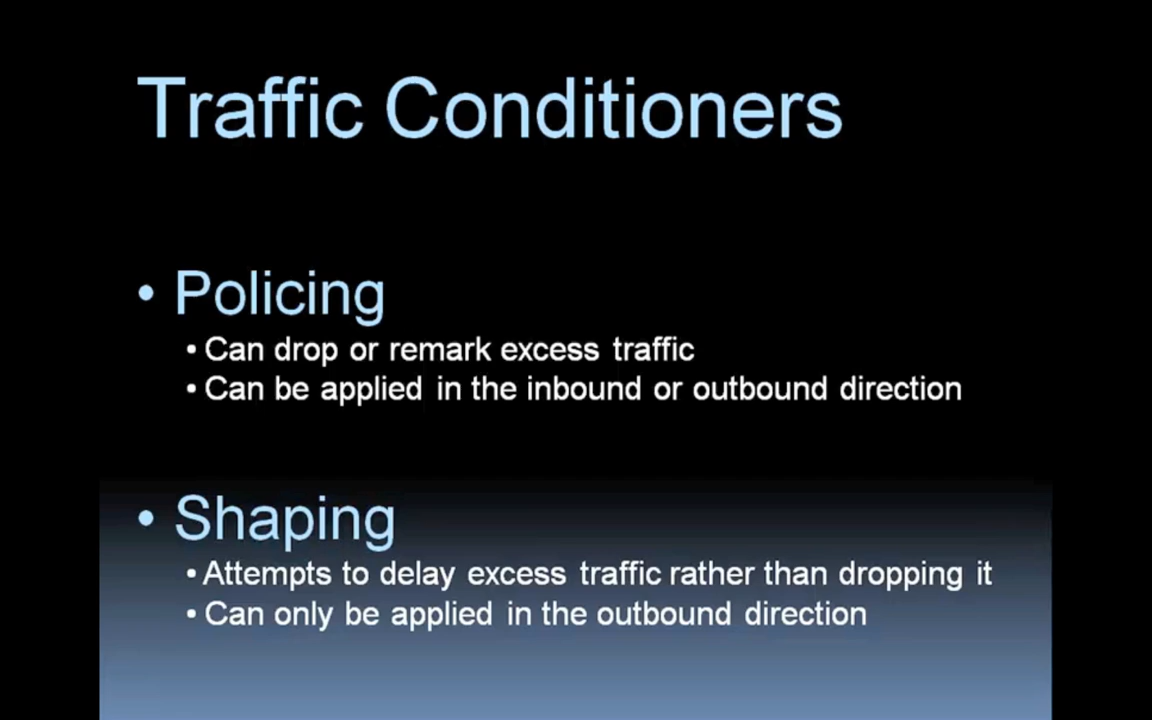 Traffic Conditioners
• Policing
• Can drop or remark excess traffic
• Can be applied in the inbound or outbound direction
• Shaping
• Attempts to delay excess traffic rather than dropping it
• Can only be applied in the outbound direction